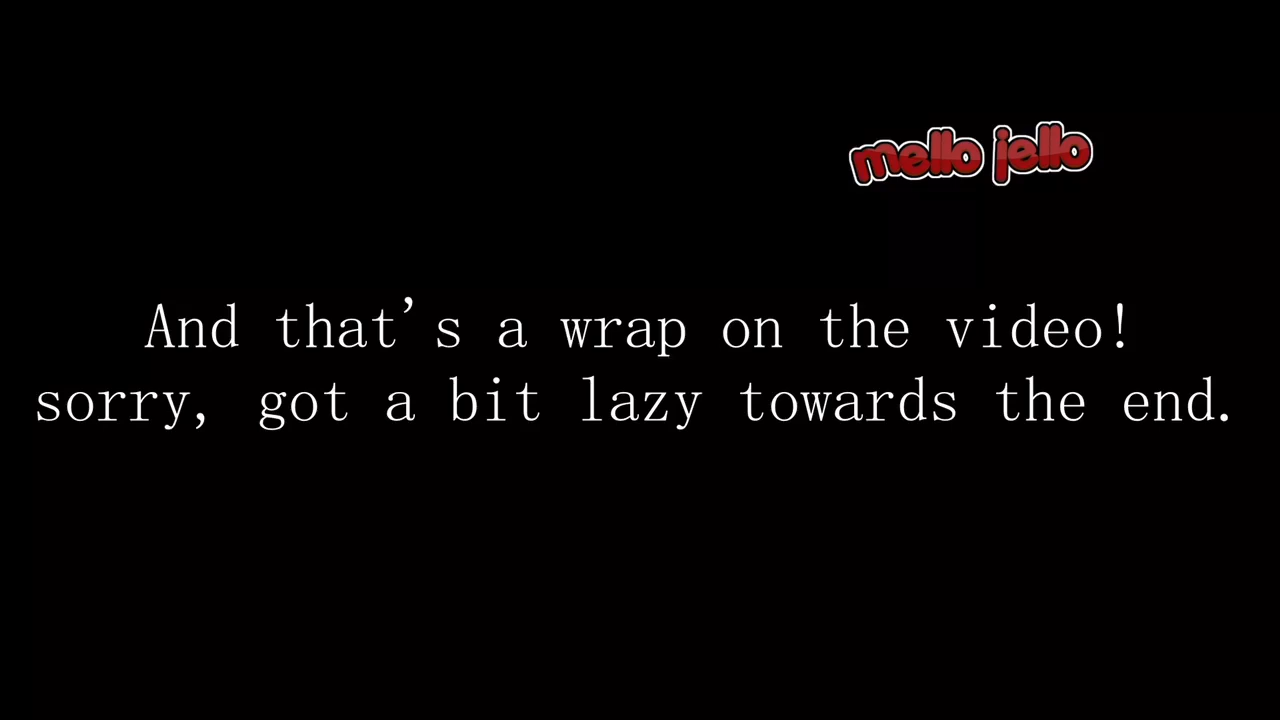 mello jello
And that's a wrap on the video!
sorry, got a bit lazy towards the end.